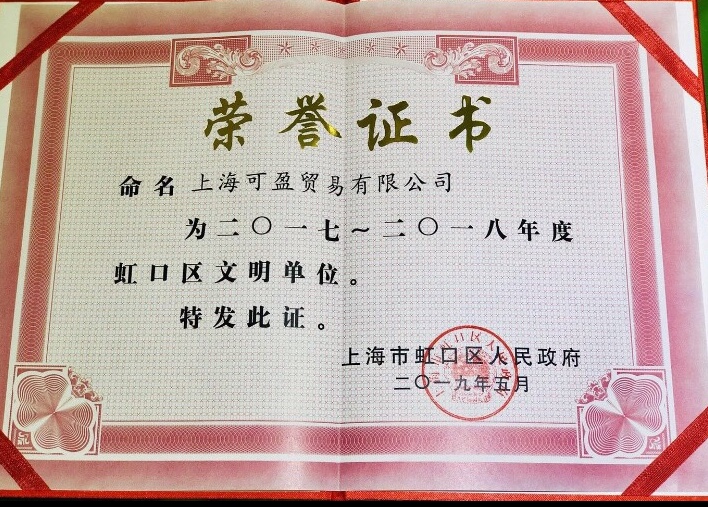 荣誉证书
命名上海可盈贸易有限公司
为二〇一七~二〇一八年度
虹口区文明单位。
特发此证。
上海市虹口区人民政府
二〇一九年五月